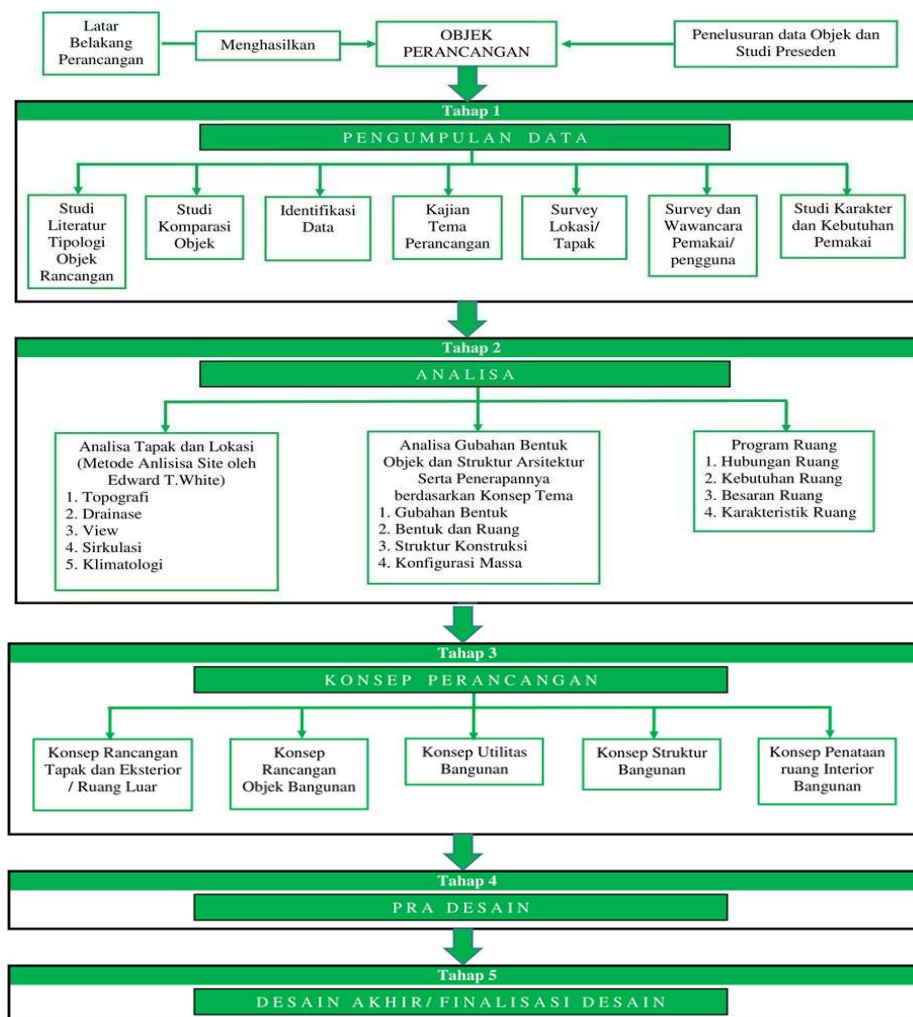 Latar
Belakang
Perancangan
Menghasilkan
OBJEK
PERANCANGAN
Penelusuran data Objek dan
Studi Preseden
Tahap 1
PENGUMPULAN DATA
Studi
Literatur
Tipologi
Objek
Rancangan
Studi
Komparasi
Objek
Identifikasi
Data
Kajian
Tema
Perancangan
Survey
Lokasi/
Tapak
Survey dan
Wawancara
Pemakai/
pengguna
Studi Karakter
dan Kebutuhan
Pemakai
Tahap 2
ANALISA
Analisa Tapak dan Lokasi
(Metode Anlisisa Site oleh
Edward T.White)
1. Topografi
2. Drainase
3. View
4. Sirkulasi
5. Klimatologi
Analisa Gubahan Bentuk
Objek dan Struktur Arsitektur
Serta Penerapannya
berdasarkan Konsep Tema
1. Gubahan Bentuk
2. Bentuk dan Ruang
3. Struktur Konstruksi
4. Konfigurasi Massa
Program Ruang
1. Hubungan Ruang
2. Kebutuhan Ruang
3. Besaran Ruang
4. Karakteristik Ruang
Tahap 3
KONSEP PERANCANGAN
Konsep Rancangan
Tapak dan Eksterior
/ Ruang Luar
Konsep
Rancangan
Objek Bangunan
Konsep Utilitas
Bangunan
Konsep Struktur
Bangunan
Konsep Penataan
ruang Interior
Bangunan
Tahap 4
PRA DESAIN
Tahap 5
DESAIN AKHIR/ FINALISASI DESAIN